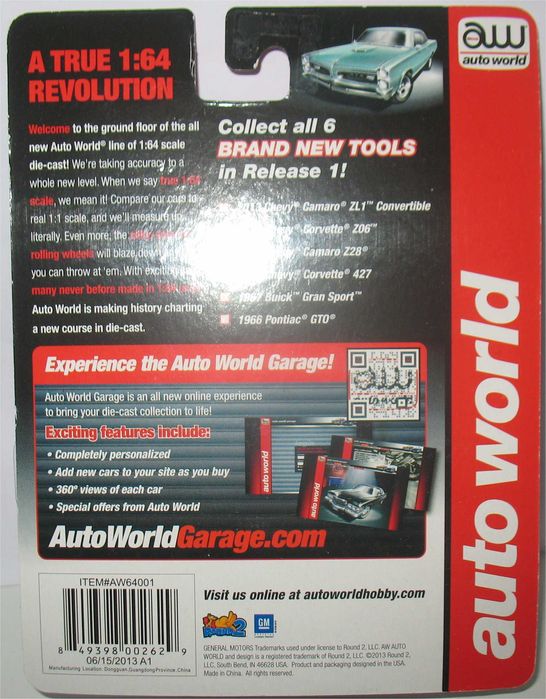 A TRUE 1:64
REVOLUTION
Welcome to the ground floor of the all
new Auto World® line of 1:64 scale
die-cast! We're taking accuracy to a
whole new level. When we say true 1:64
scale, we mean it! Compare our cars to
real 1:1 scale, and we'll measure up,
literally. Even more, the
rolling wheels will blaze down
you can throw at 'em. With exciting
many never before made in
Auto World is making history charting
a new course in die-cast.
Collect all 6
BRAND NEW TOOLS
in Release 1!
2013 Chevy® Camaro® ZL1™ Convertible
Corvette® Z06™
Camaro Z28®
Chevy® Corvette® 427
1967 Buick™ Gran Sport™
1966 Pontiac® GTO®
aw
auto world
auto world
Experience the Auto World Garage!
Auto World Garage is an all new online experience
to bring your die-cast collection to life!
Exciting features include:
• Completely personalized
• Add new cars to your site as you buy
• 360° views of each car
• Special offers from Auto World
aw
auto world
auto world
AutoWorldGarage.com
ITEM#AW64001
8 49398 00262 9
06/15/2013 A1
Manufacturing Location: Dongguan,Guangdong Province,China
Visit us online at autoworldhobby.com
ROUND 2
GM
GENERAL MOTORS Trademarks used under license to Round 2, LLC. AW AUTO
WORLD and design is a registered trademark of Round 2, LLC. ©2013 Round 2,
LLC, South Bend, IN 46628 USA. Product and packaging designed in the USA.
Made in China. All rights reserved.